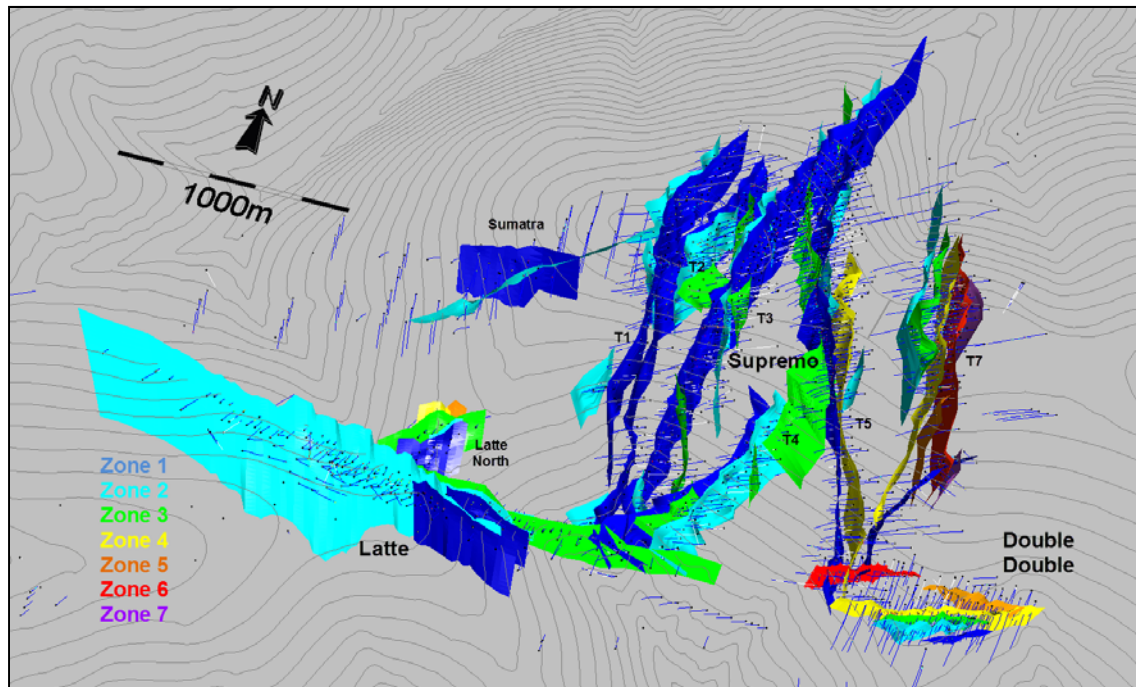 N
1000m
Sumatra
T2
T1
T3
Supremo
T7
T5
T4
Latte
North
Zone 1
Zone 2
Zone 3
Zone 4
Zone 5
Zone 6
Zone 7
Latte
Double
Double